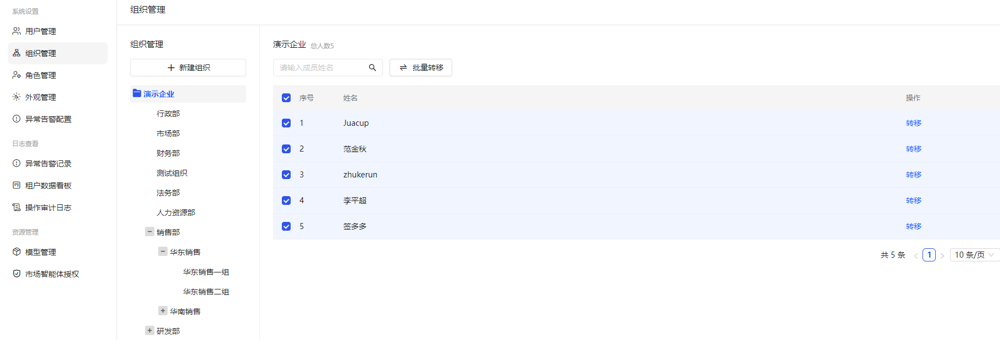 系统设置
用户管理
组织管理
角色管理
外观管理
异常告警配置
日志查看
异常告警记录
租户数据看板
操作审计日志
资源管理
模型管理
市场智能体授权
组织管理
组织管理
新建组织
演示企业
行政部
市场部
财务部
测试组织
法务部
人力资源部
销售部
华东销售
华东销售一组
华东销售二组
华南销售
研发部
演示企业 总人数5
请输入成员姓名 批量转移
序号 姓名 操作
1 Juacup 转移
2 范金秋 转移
3 zhukerun 转移
4 李平超 转移
5 签多多 转移
共 5 条 < 1 > 10 条/页